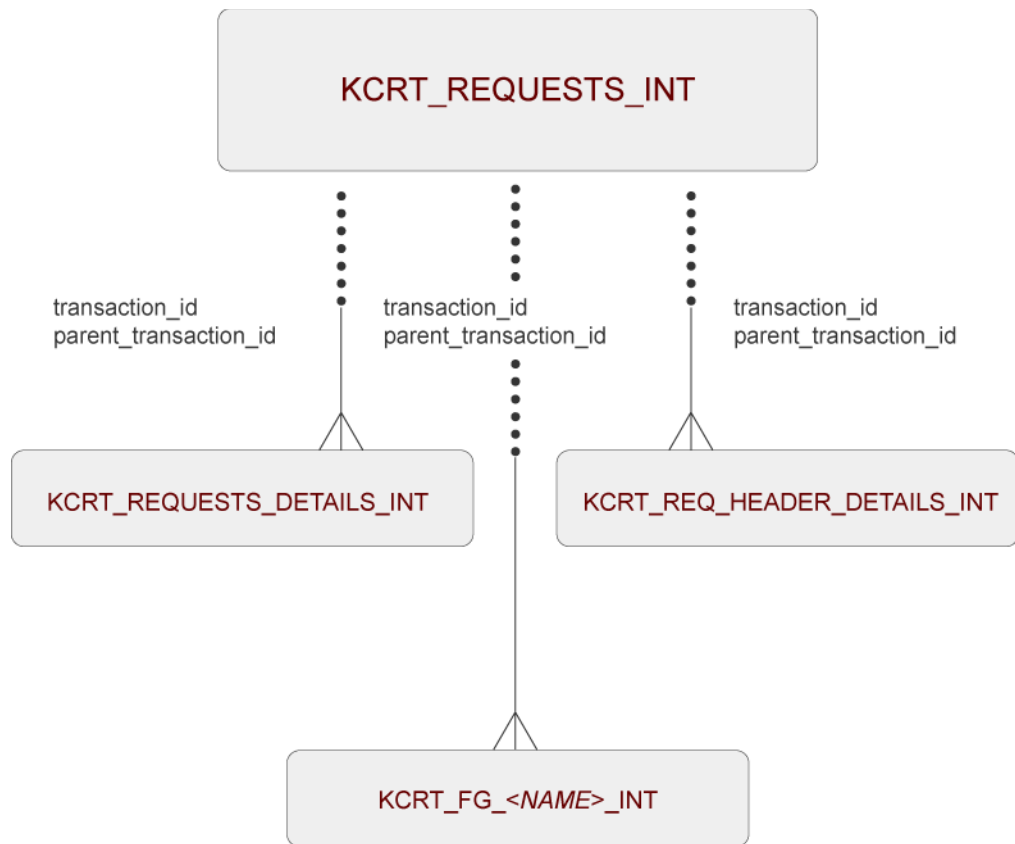 KCRT_REQUESTS_INT
transaction_id
parent_transaction_id
transaction_id
parent_transaction_id
transaction_id
parent_transaction_id
KCRT_REQUESTS_DETAILS_INT
KCRT_REQ_HEADER_DETAILS_INT
KCRT_FG_<NAME>_INT